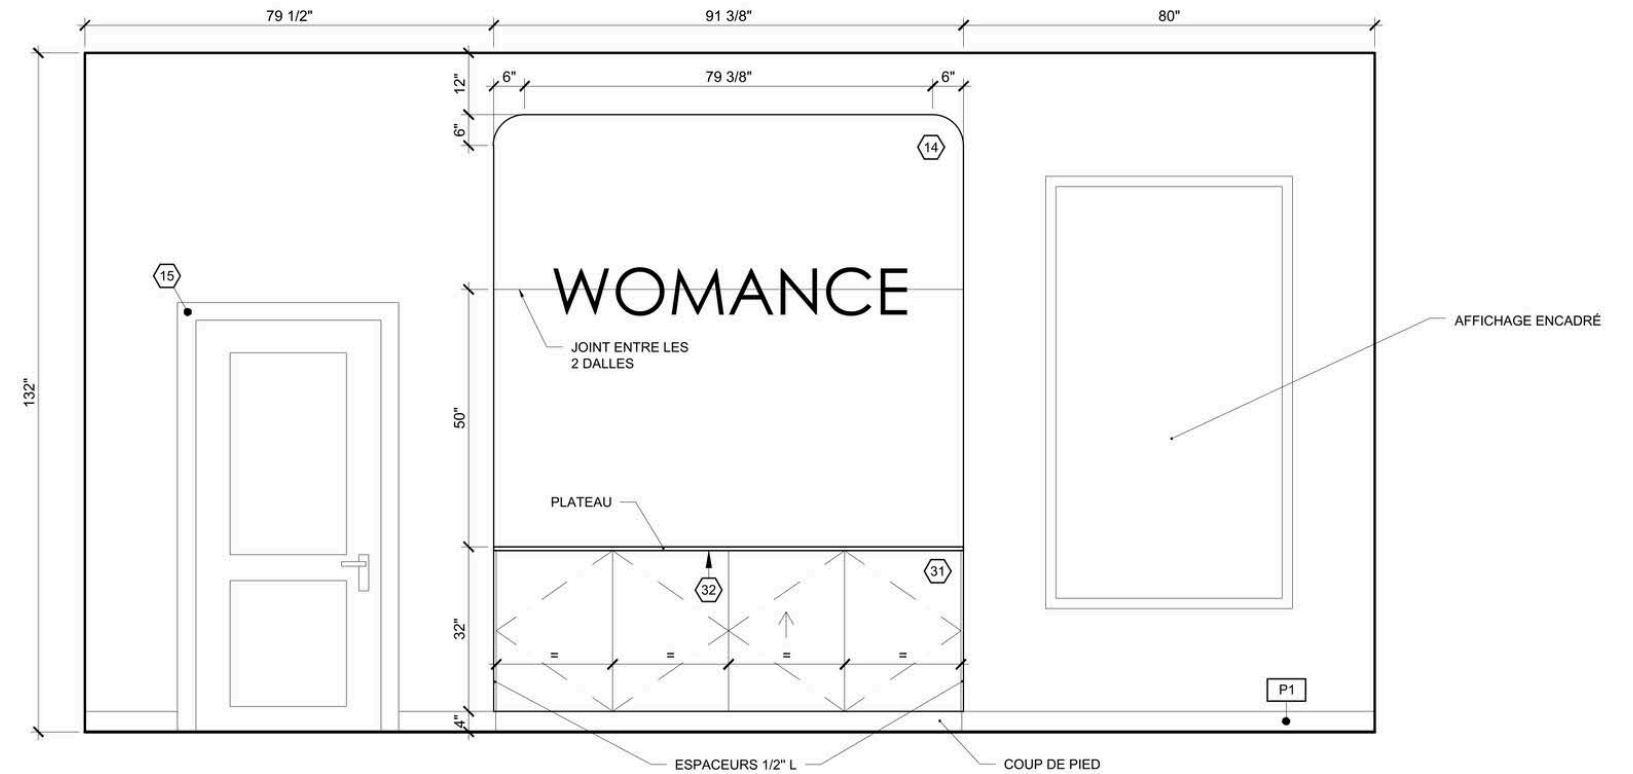 79 1/2"
91 3/8"
80"
12"
6"
79 3/8"
6"
6"
14
15
WOMANCE
JOINT ENTRE LES
2 DALLES
AFFICHAGE ENCADRÉ
132"
50"
PLATEAU
31
32
32"
=
=
=
=
P1
4"
ESPACEURS 1/2" L
COUP DE PIED